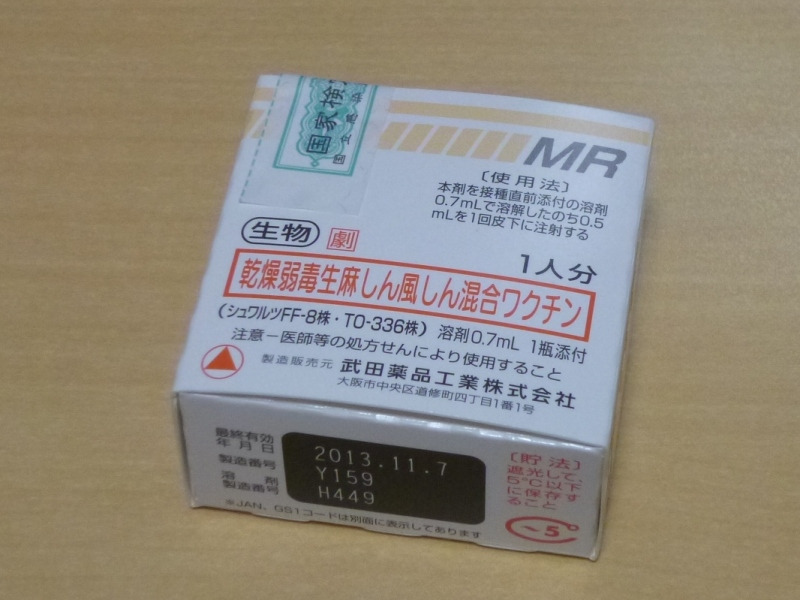 国家検
国立感染
MR
〔使用法〕
本剤を接種直前添付の溶剤
0.7mLで溶解したのち0.5
mLを1回皮下に注射する
生物 劇
1人分
乾燥弱毒生麻しん風しん混合ワクチン
(シュワルツFF-8株・TO-336株) 溶剤0.7mL 1瓶添付
注意-医師等の処方せんにより使用すること
製造販売元 武田薬品工業株式会社
大阪市中央区道修町四丁目1番1号
最終有効
年月日
2013.11.7
製造番号
Y159
溶剤
製造番号
H449
※JAN、GS1コードは別面に表示してあります
〔貯法〕
遮光して、
5℃以下
に保存す
ること
5